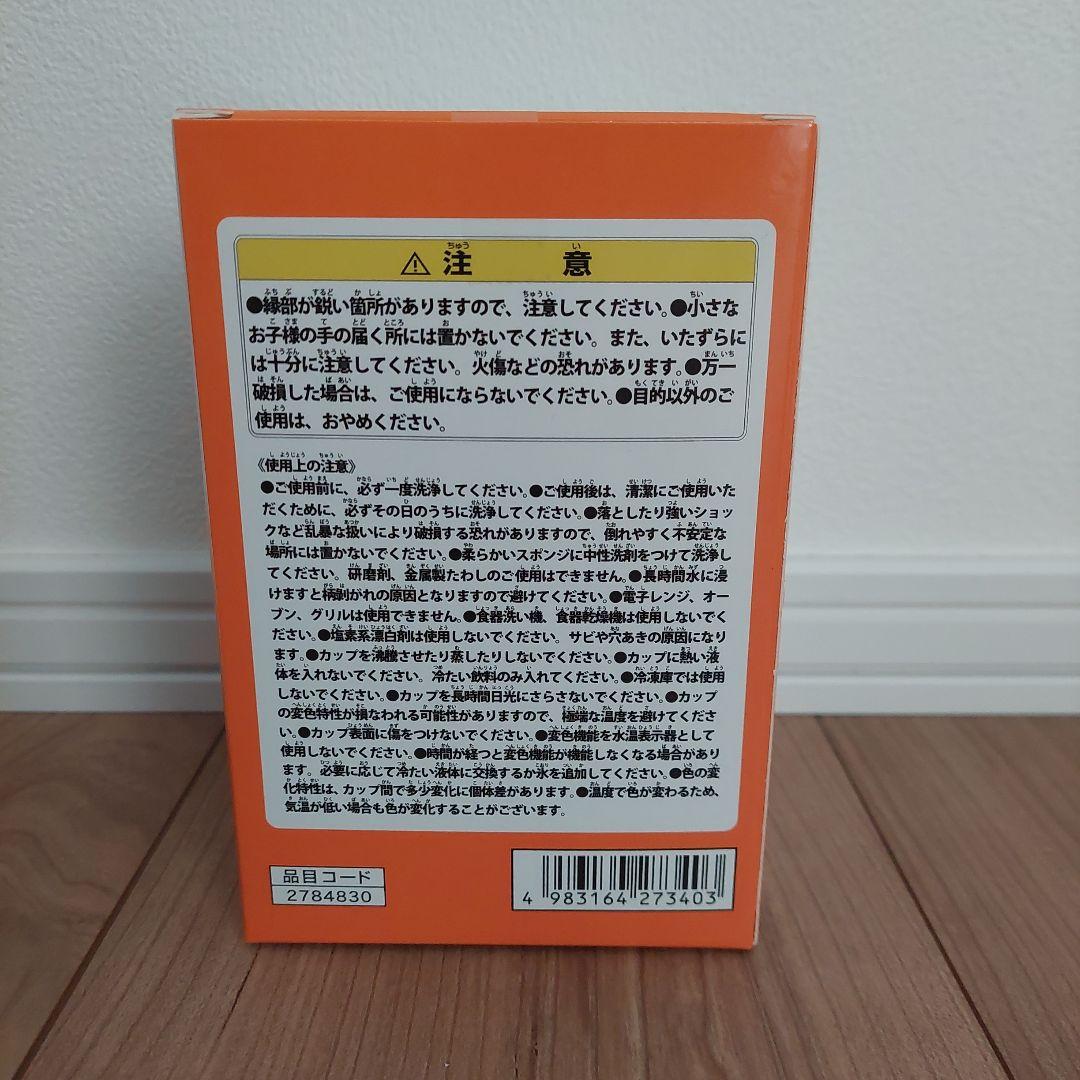 ⚠注意
●縁部が鋭い箇所がありますので、注意してください。●小さな
お子様の手の届く所には置かないでください。また、いたずらに
は十分に注意してください。火傷などの恐れがあります。●万一
破損した場合は、ご使用にならないでください。●目的以外のご
使用は、おやめください。
《使用上の注意》
●ご使用前に、必ず一度洗浄してください。●ご使用後は、清潔にご使用いた
だくために、必ずその日のうちに洗浄してください。●落としたり強いショッ
クなど乱暴な扱いにより破損する恐れがありますので、倒れやすく不安定な
場所には置かないでください。●柔らかいスポンジに中性洗剤をつけて洗浄し
てください。研磨剤、金属製たわしのご使用はできません。●長時間水に浸
けますと柄剥がれの原因となりますので避けてください。●電子レンジ、オー
ブン、グリルは使用できません。●食器洗い機、食器乾燥機は使用しないでく
ださい。●塩素系漂白剤は使用しないでください。サビや穴あきの原因になり
ます。●カップを沸騰させたり蒸したりしないでください。●カップに熱い液
体を入れないでください。冷たい飲料のみ入れてください。●冷凍庫では使用
しないでください。●カップを長時間日光にさらさないでください。●カップ
の変色特性が損なわれる可能性がありますので、極端な温度を避けてくださ
い。●カップ表面に傷をつけないでください。●変色機能を水温表示器として
使用しないでください。●時間が経つと変色機能が機能しなくなる場合があり
ます。必要に応じて冷たい液体に交換するか氷を追加してください。●色の変
化特性は、カップ間で多少変化に個体差があります。●温度で色が変わるため、
気温が低い場合も色が変化することがございます。
品目コード
2784830
4 983164 273403